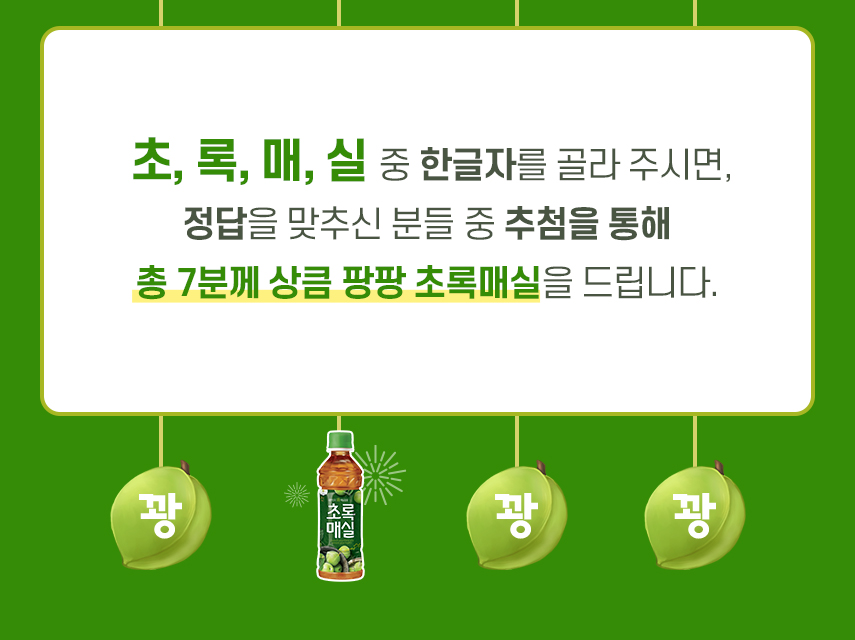 초, 록, 매, 실 중 한글자를 골라 주시면,
정답을 맞추신 분들 중 추첨을 통해
총 7분께 상큼 팡팡 초록매실을 드립니다.
꽝
초록
매실
꽝
꽝